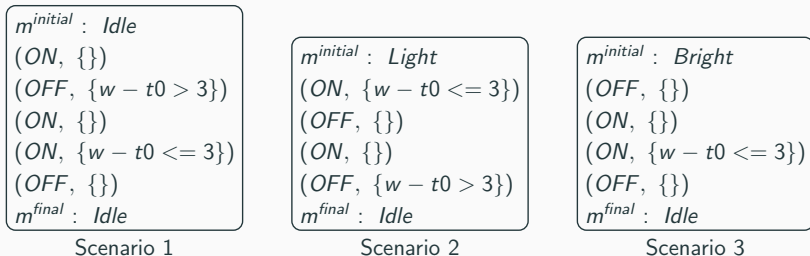 m^initial : Idle
(ON, {})
(OFF, {w − t0 > 3})
(ON, {})
(ON, {w − t0 <= 3})
(OFF, {})
m^final : Idle
Scenario 1
m^initial : Light
(ON, {w − t0 <= 3})
(OFF, {})
(ON, {})
(OFF, {w − t0 > 3})
m^final : Idle
Scenario 2
m^initial : Bright
(OFF, {})
(ON, {})
(ON, {w − t0 <= 3})
(OFF, {})
m^final : Idle
Scenario 3